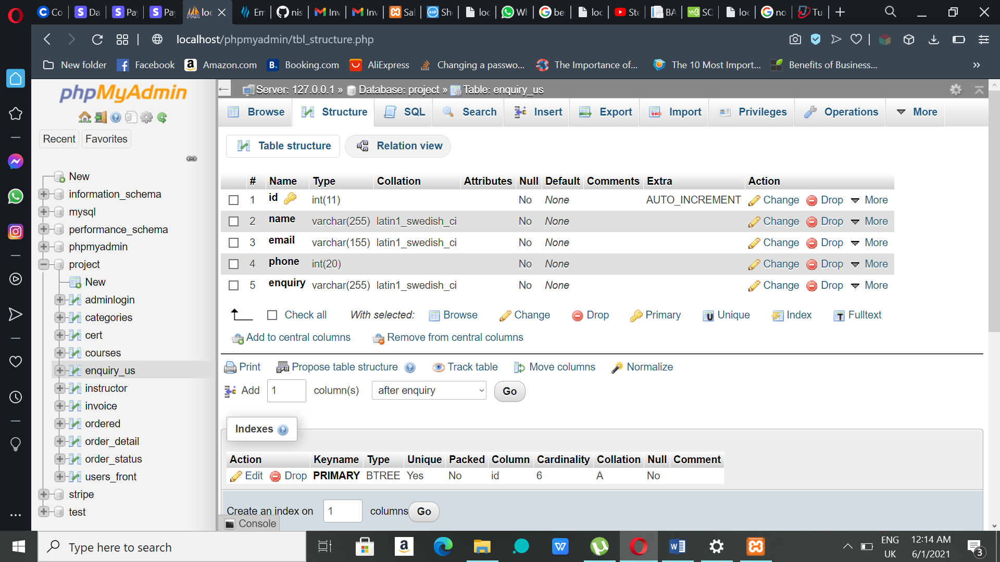 Co
Da
Pay
Pay
loc
Em
nis
Inv
Inv
Sal
Sh
loc
Wh
be
loc
Ste
BA
SC
loc
no
Tu
localhost/phpmyadmin/tbl_structure.php
New folder
Facebook
Amazon.com
Booking.com
AliExpress
Changing a passwo...
The Importance of...
The 10 Most Import...
Benefits of Business...
phpMyAdmin
Recent
Favorites
New
information_schema
mysql
performance_schema
phpmyadmin
project
New
adminlogin
categories
cert
courses
enquiry_us
instructor
invoice
ordered
order_detail
order_status
users_front
stripe
test
Server: 127.0.0.1 » Database: project » Table: enquiry_us
Browse Structure SQL Search Insert Export Import Privileges Operations More
Table structure Relation view
# Name Type Collation Attributes Null Default Comments Extra Action
1 id int(11) No None AUTO_INCREMENT Change Drop More
2 name varchar(255) latin1_swedish_ci No None Change Drop More
3 email varchar(155) latin1_swedish_ci No None Change Drop More
4 phone int(20) No None Change Drop More
5 enquiry varchar(255) latin1_swedish_ci No None Change Drop More
Check all With selected: Browse Change Drop Primary Unique Index Fulltext
Add to central columns Remove from central columns
Print Propose table structure Track table Move columns Normalize
Add 1 column(s) after enquiry Go
Indexes
Action Keyname Type Unique Packed Column Cardinality Collation Null Comment
Edit Drop PRIMARY BTREE Yes No id 6 A No
Create an index on 1 columns Go
Console
Type here to search
ENG
UK
12:14 AM
6/1/2021
3